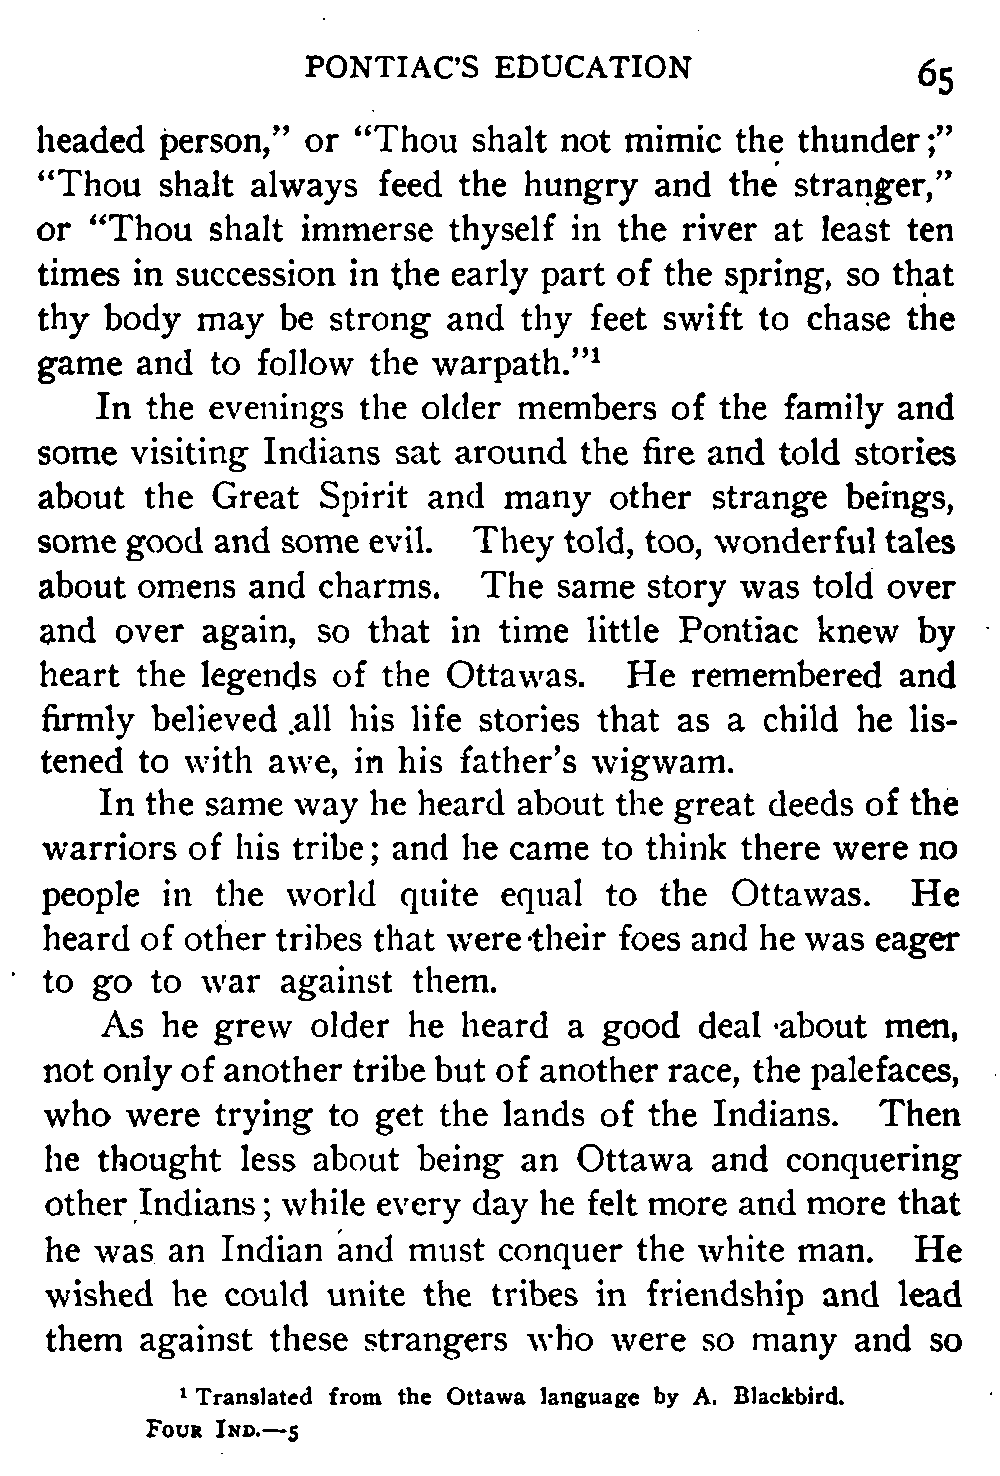 PONTIAC'S EDUCATION 65
headed person,” or “Thou shalt not mimic the thunder;”
“Thou shalt always feed the hungry and the stranger,”
or “Thou shalt immerse thyself in the river at least ten
times in succession in the early part of the spring, so that
thy body may be strong and thy feet swift to chase the
game and to follow the warpath.”¹
In the evenings the older members of the family and
some visiting Indians sat around the fire and told stories
about the Great Spirit and many other strange beings,
some good and some evil. They told, too, wonderful tales
about omens and charms. The same story was told over
and over again, so that in time little Pontiac knew by
heart the legends of the Ottawas. He remembered and
firmly believed all his life stories that as a child he lis-
tened to with awe, in his father's wigwam.
In the same way he heard about the great deeds of the
warriors of his tribe; and he came to think there were no
people in the world quite equal to the Ottawas. He
heard of other tribes that were their foes and he was eager
to go to war against them.
As he grew older he heard a good deal about men,
not only of another tribe but of another race, the palefaces,
who were trying to get the lands of the Indians. Then
he thought less about being an Ottawa and conquering
other Indians; while every day he felt more and more that
he was an Indian and must conquer the white man. He
wished he could unite the tribes in friendship and lead
them against these strangers who were so many and so
¹ Translated from the Ottawa language by A. Blackbird.
FOUR IND.—5